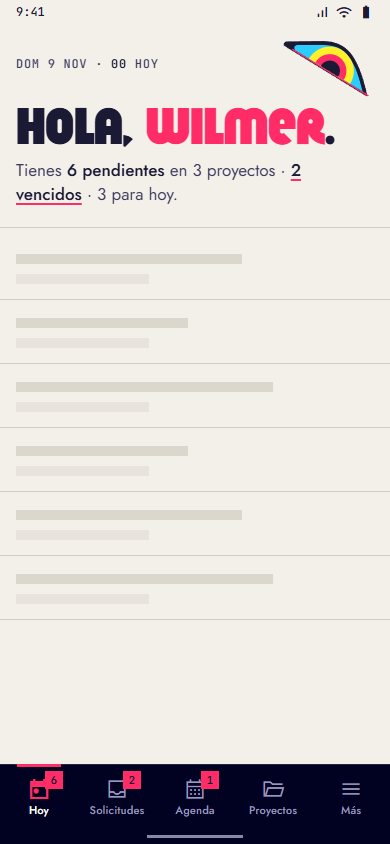 9:41
DOM 9 NOV · 00 HOY
HOLA, WILMER.
Tienes 6 pendientes en 3 proyectos · 2
vencidos · 3 para hoy.
6
2
1
Hoy
Solicitudes
Agenda
Proyectos
Más